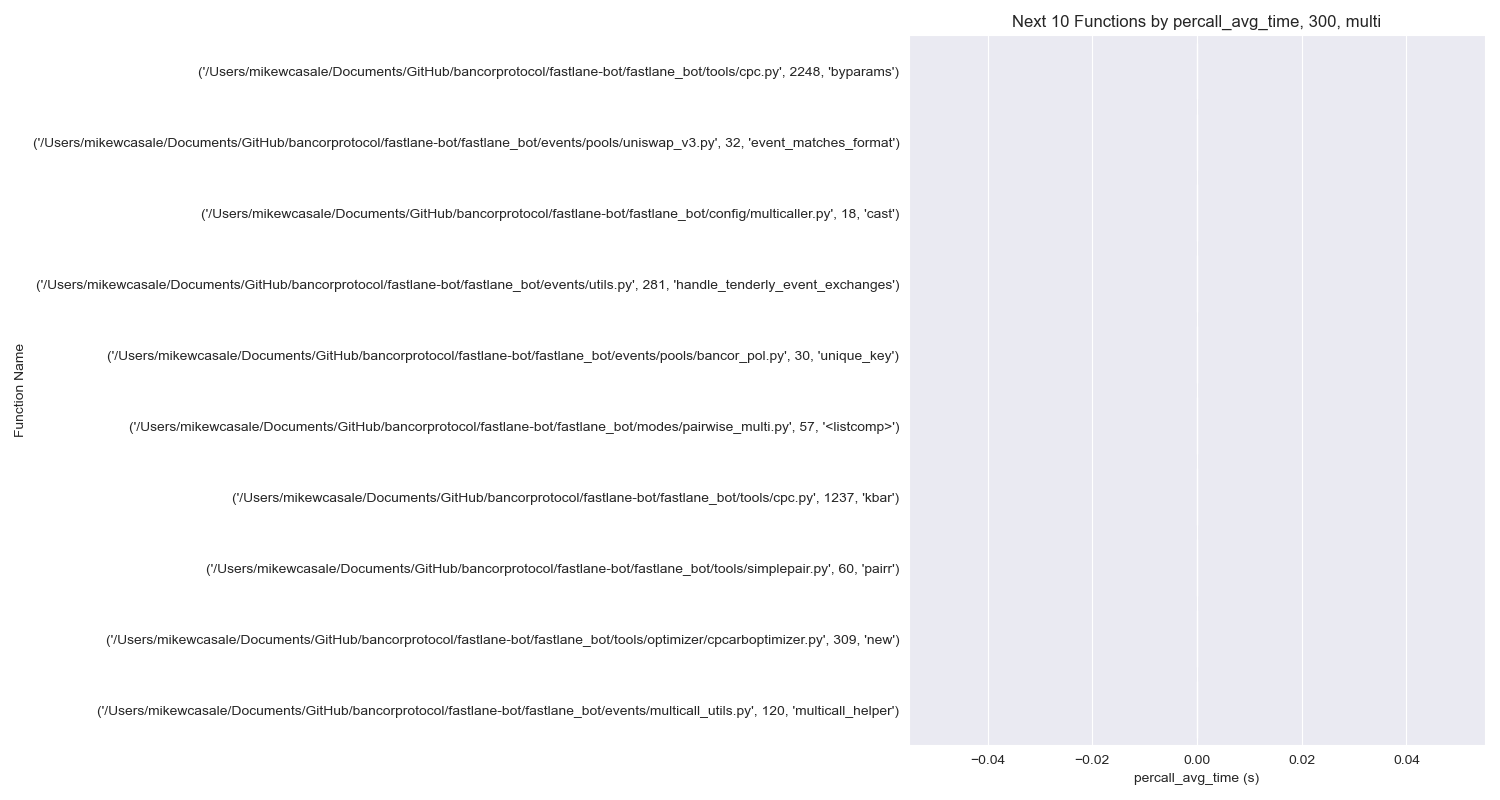 Next 10 Functions by percall_avg_time, 300, multi
('/Users/mikewcasale/Documents/GitHub/bancorprotocol/fastlane-bot/fastlane_bot/tools/cpc.py', 2248, 'byparams')
('/Users/mikewcasale/Documents/GitHub/bancorprotocol/fastlane-bot/fastlane_bot/events/pools/uniswap_v3.py', 32, 'event_matches_format')
('/Users/mikewcasale/Documents/GitHub/bancorprotocol/fastlane-bot/fastlane_bot/config/multicaller.py', 18, 'cast')
('/Users/mikewcasale/Documents/GitHub/bancorprotocol/fastlane-bot/fastlane_bot/events/utils.py', 281, 'handle_tenderly_event_exchanges')
('/Users/mikewcasale/Documents/GitHub/bancorprotocol/fastlane-bot/fastlane_bot/events/pools/bancor_pol.py', 30, 'unique_key')
('/Users/mikewcasale/Documents/GitHub/bancorprotocol/fastlane-bot/fastlane_bot/modes/pairwise_multi.py', 57, '<listcomp>')
('/Users/mikewcasale/Documents/GitHub/bancorprotocol/fastlane-bot/fastlane_bot/tools/cpc.py', 1237, 'kbar')
('/Users/mikewcasale/Documents/GitHub/bancorprotocol/fastlane-bot/fastlane_bot/tools/simplepair.py', 60, 'pairr')
('/Users/mikewcasale/Documents/GitHub/bancorprotocol/fastlane-bot/fastlane_bot/tools/optimizer/cpcarboptimizer.py', 309, 'new')
('/Users/mikewcasale/Documents/GitHub/bancorprotocol/fastlane-bot/fastlane_bot/events/multicall_utils.py', 120, 'multicall_helper')
Function Name
−0.04 −0.02 0.00 0.02 0.04
percall_avg_time (s)